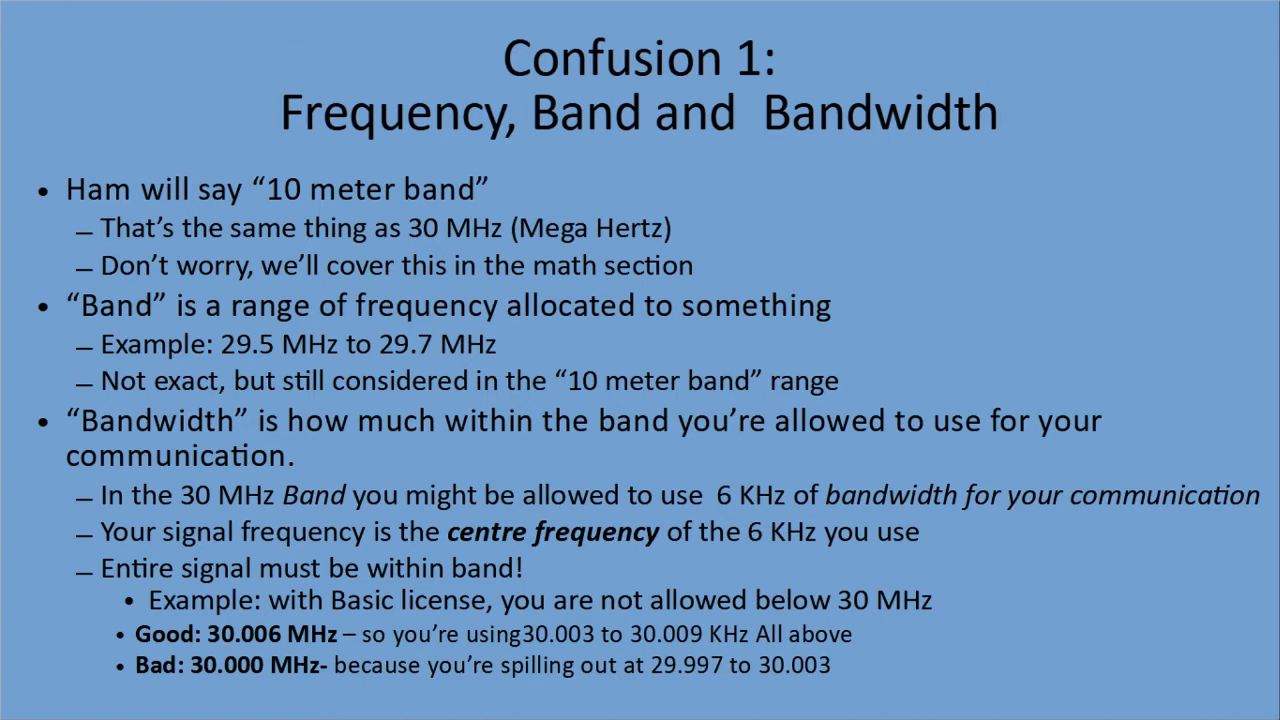 Confusion 1:
Frequency, Band and  Bandwidth
• Ham will say “10 meter band”
– That’s the same thing as 30 MHz (Mega Hertz)
– Don’t worry, we’ll cover this in the math section
• “Band” is a range of frequency allocated to something
– Example: 29.5 MHz to 29.7 MHz
– Not exact, but still considered in the “10 meter band” range
• “Bandwidth” is how much within the band you’re allowed to use for your
communication.
– In the 30 MHz Band you might be allowed to use  6 KHz of bandwidth for your communication
– Your signal frequency is the centre frequency of the 6 KHz you use
– Entire signal must be within band!
• Example: with Basic license, you are not allowed below 30 MHz
• Good: 30.006 MHz – so you’re using30.003 to 30.009 KHz All above
• Bad: 30.000 MHz- because you’re spilling out at 29.997 to 30.003